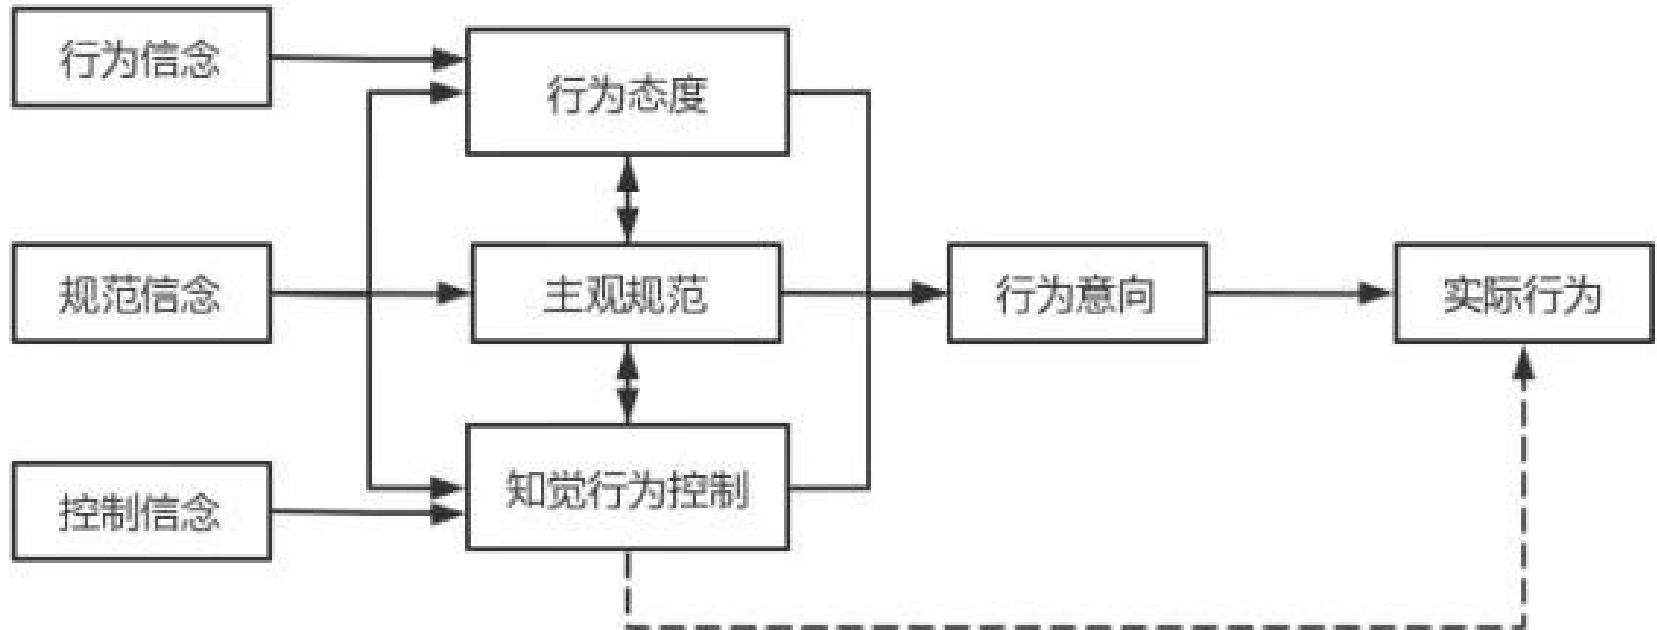 行为信念
行为态度
规范信念
主观规范
行为意向
实际行为
控制信念
知觉行为控制